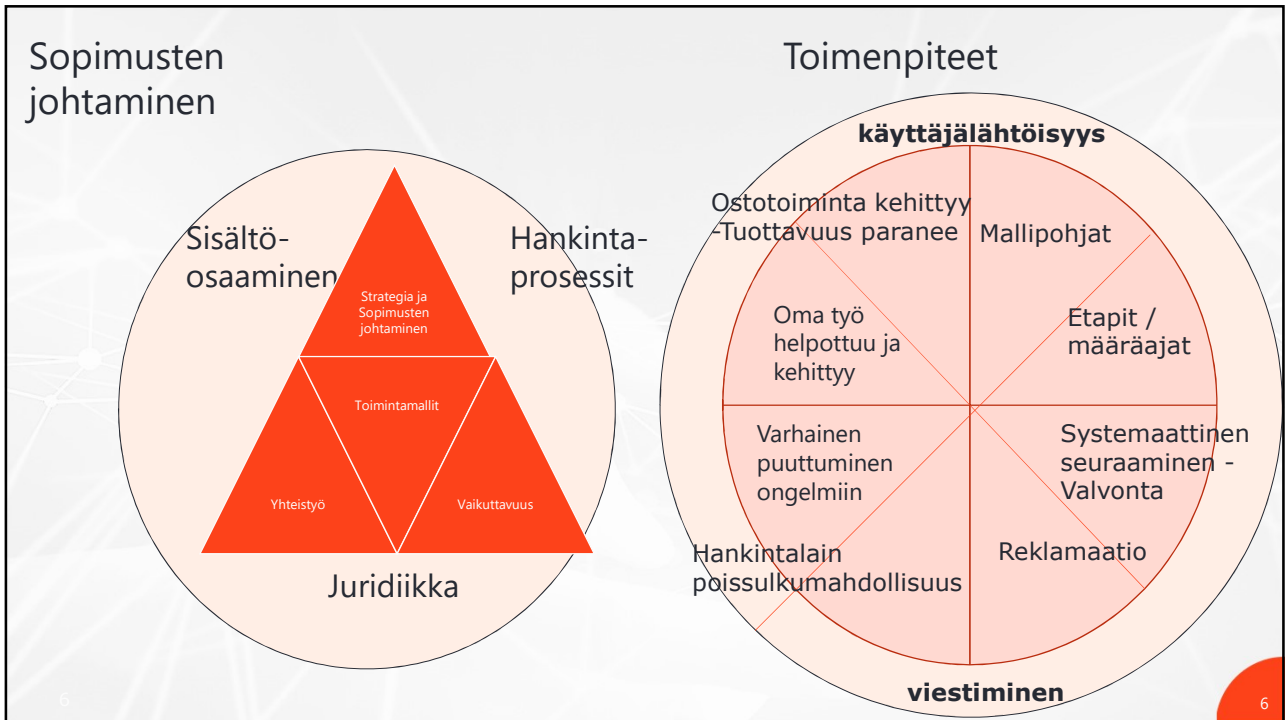 Sopimusten
johtaminen
Sisältö-
osaaminen
Hankinta-
prosessit
Strategia ja
Sopimusten
johtaminen
Toimintamallit
Yhteistyö
Vaikuttavuus
Juridiikka
Toimenpiteet
käyttäjälähtöisyys
Ostotoiminta kehittyy
-Tuottavuus paranee
Mallipohjat
Oma työ
helpottuu ja
kehittyy
Etapit /
määräajat
Varhainen
puuttuminen
ongelmiin
Systemaattinen
seuraaminen -
Valvonta
Hankintalain
poissulkumahdollisuus
Reklamaatio
viestiminen
6
6